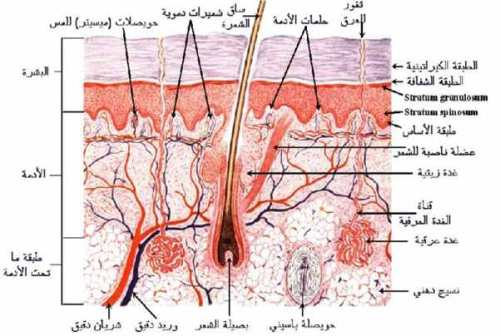 حويصلات (ميسيتر) للمس
شعيرات دموية
ساق
الشعرة
حلمات الأدمة
فغور
العرق
البشرة
الأدمة
طبقة ما
تحت الأدمة
الطبقة الكيراتينية
الطبقة الشفافة
Stratum granulosum
Stratum spinosum
طبقة الأساس
عضلة ناصبة للشعر
غدة زيتية
قناة
الغدة العرقية
غدة عرقية
نسيج دهني
شريان دقيق
وريد دقيق
بصيلة الشعر
حويصلة باسيني